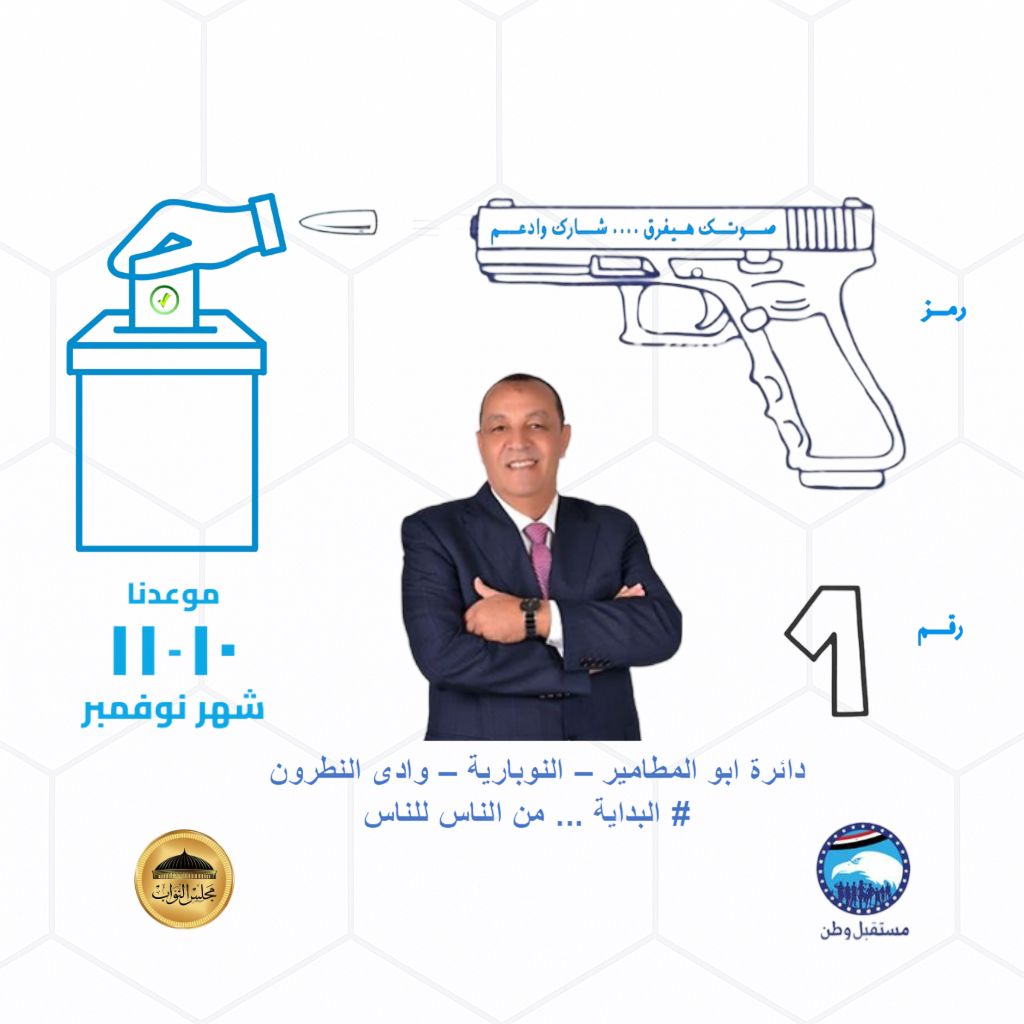 صوتك هيفرق .... شارك وادعم
رمز
رقم
1
موعدنا
١٠-١١
شهر نوفمبر
دائرة ابو المطامير – النوبارية – وادى النطرون
# البداية ... من الناس للناس
مجلس النواب
مستقبل وطن